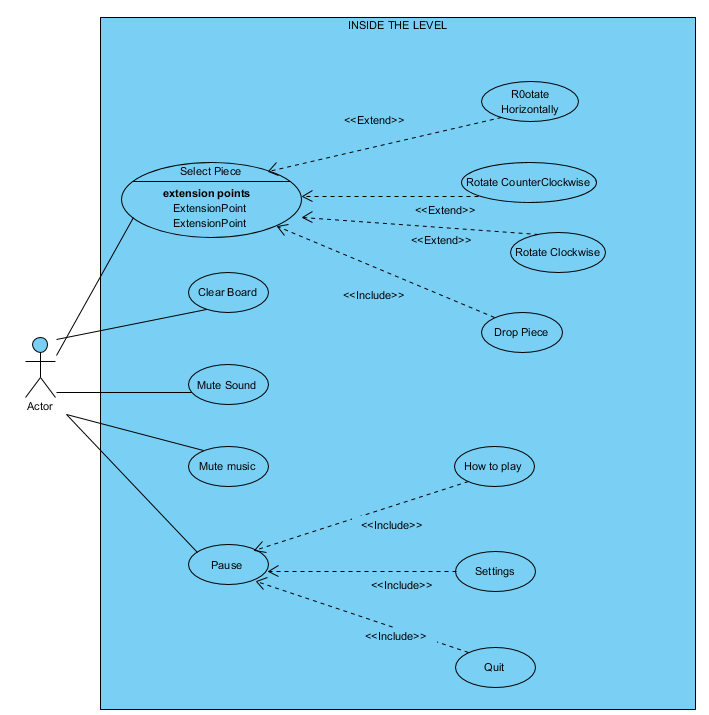 INSIDE THE LEVEL
R0otate
Horizontally
<<Extend>>
Select Piece
extension points
ExtensionPoint
ExtensionPoint
Rotate CounterClockwise
<<Extend>>
<<Extend>>
Rotate Clockwise
Clear Board
<<Include>>
Drop Piece
Actor
Mute Sound
Mute music
How to play
<<Include>>
Pause
Settings
<<Include>>
<<Include>>
Quit